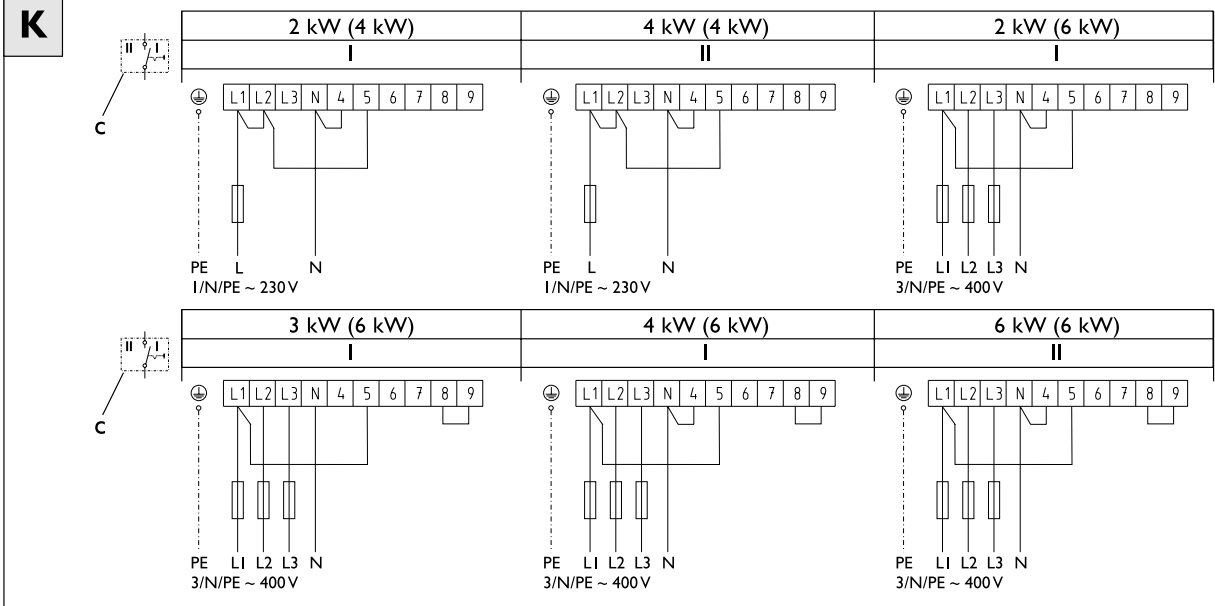 K
2 kW (4 kW) 4 kW (4 kW) 2 kW (6 kW)
II I
I II I
L1 L2 L3 N 4 5 6 7 8 9 L1 L2 L3 N 4 5 6 7 8 9 L1 L2 L3 N 4 5 6 7 8 9
C
PE L N PE L N PE L1 L2 L3 N
1/N/PE ~ 230 V 1/N/PE ~ 230 V 3/N/PE ~ 400 V
3 kW (6 kW) 4 kW (6 kW) 6 kW (6 kW)
II I
I I II
L1 L2 L3 N 4 5 6 7 8 9 L1 L2 L3 N 4 5 6 7 8 9 L1 L2 L3 N 4 5 6 7 8 9
C
PE L1 L2 L3 N PE L1 L2 L3 N PE L1 L2 L3 N
3/N/PE ~ 400 V 3/N/PE ~ 400 V 3/N/PE ~ 400 V